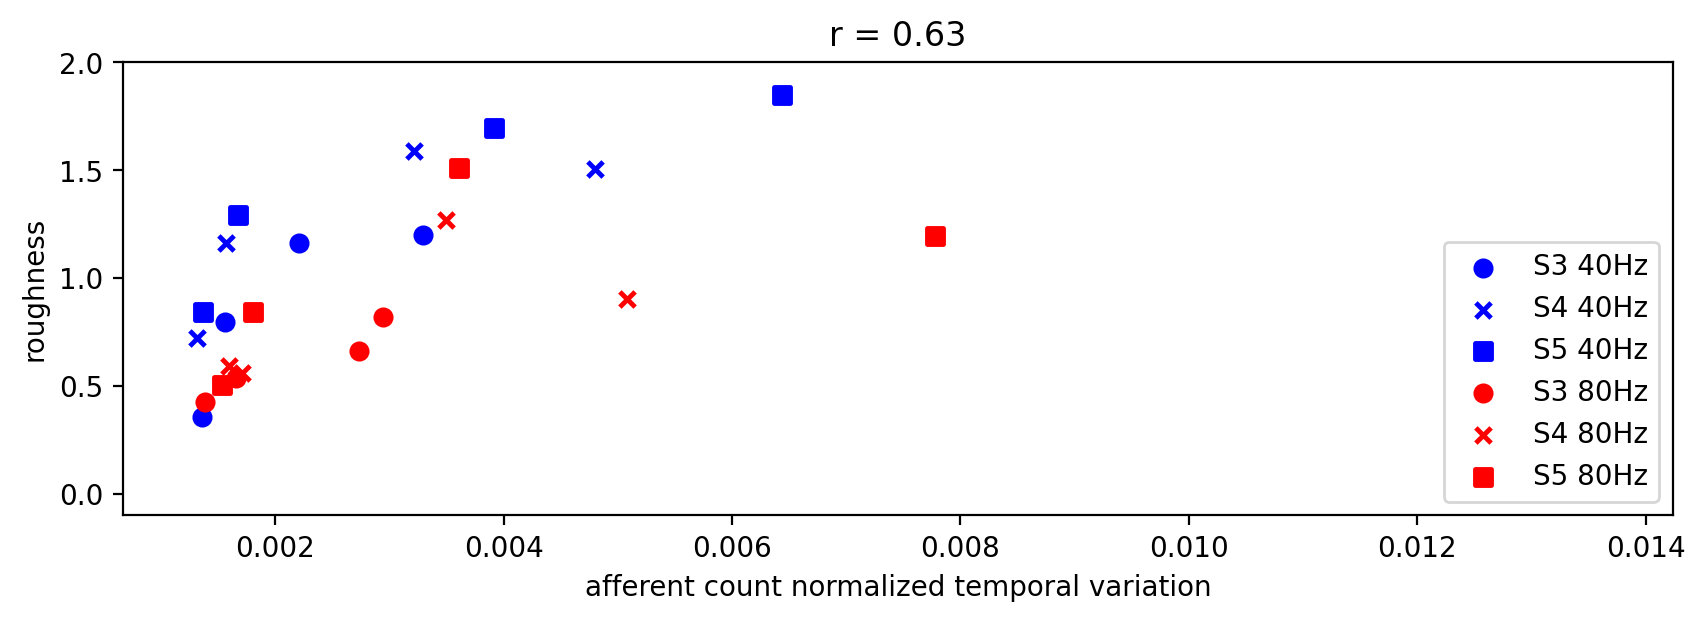 r = 0.63
2.0
1.5
1.0
0.5
0.0
roughness
S3 40Hz
S4 40Hz
S5 40Hz
S3 80Hz
S4 80Hz
S5 80Hz
0.002 0.004 0.006 0.008 0.010 0.012 0.014
afferent count normalized temporal variation